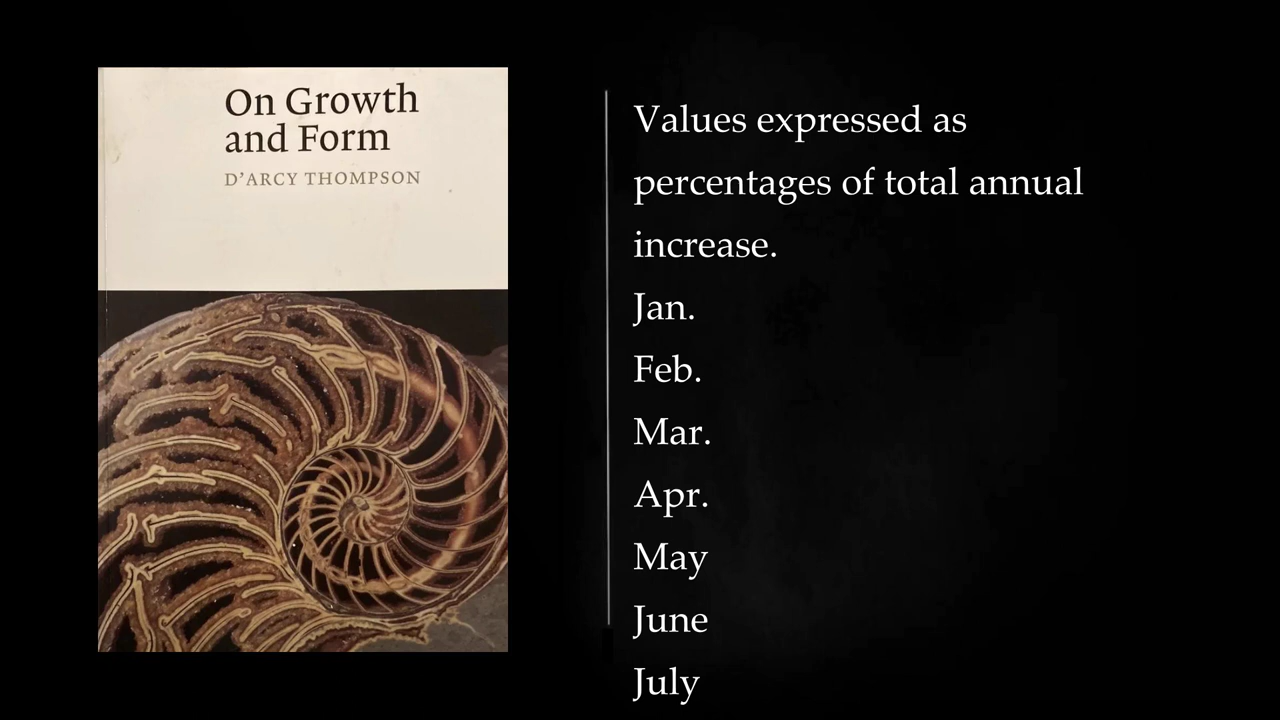 On Growth
and Form
D'ARCY THOMPSON
Values expressed as
percentages of total annual
increase.
Jan.
Feb.
Mar.
Apr.
May
June
July